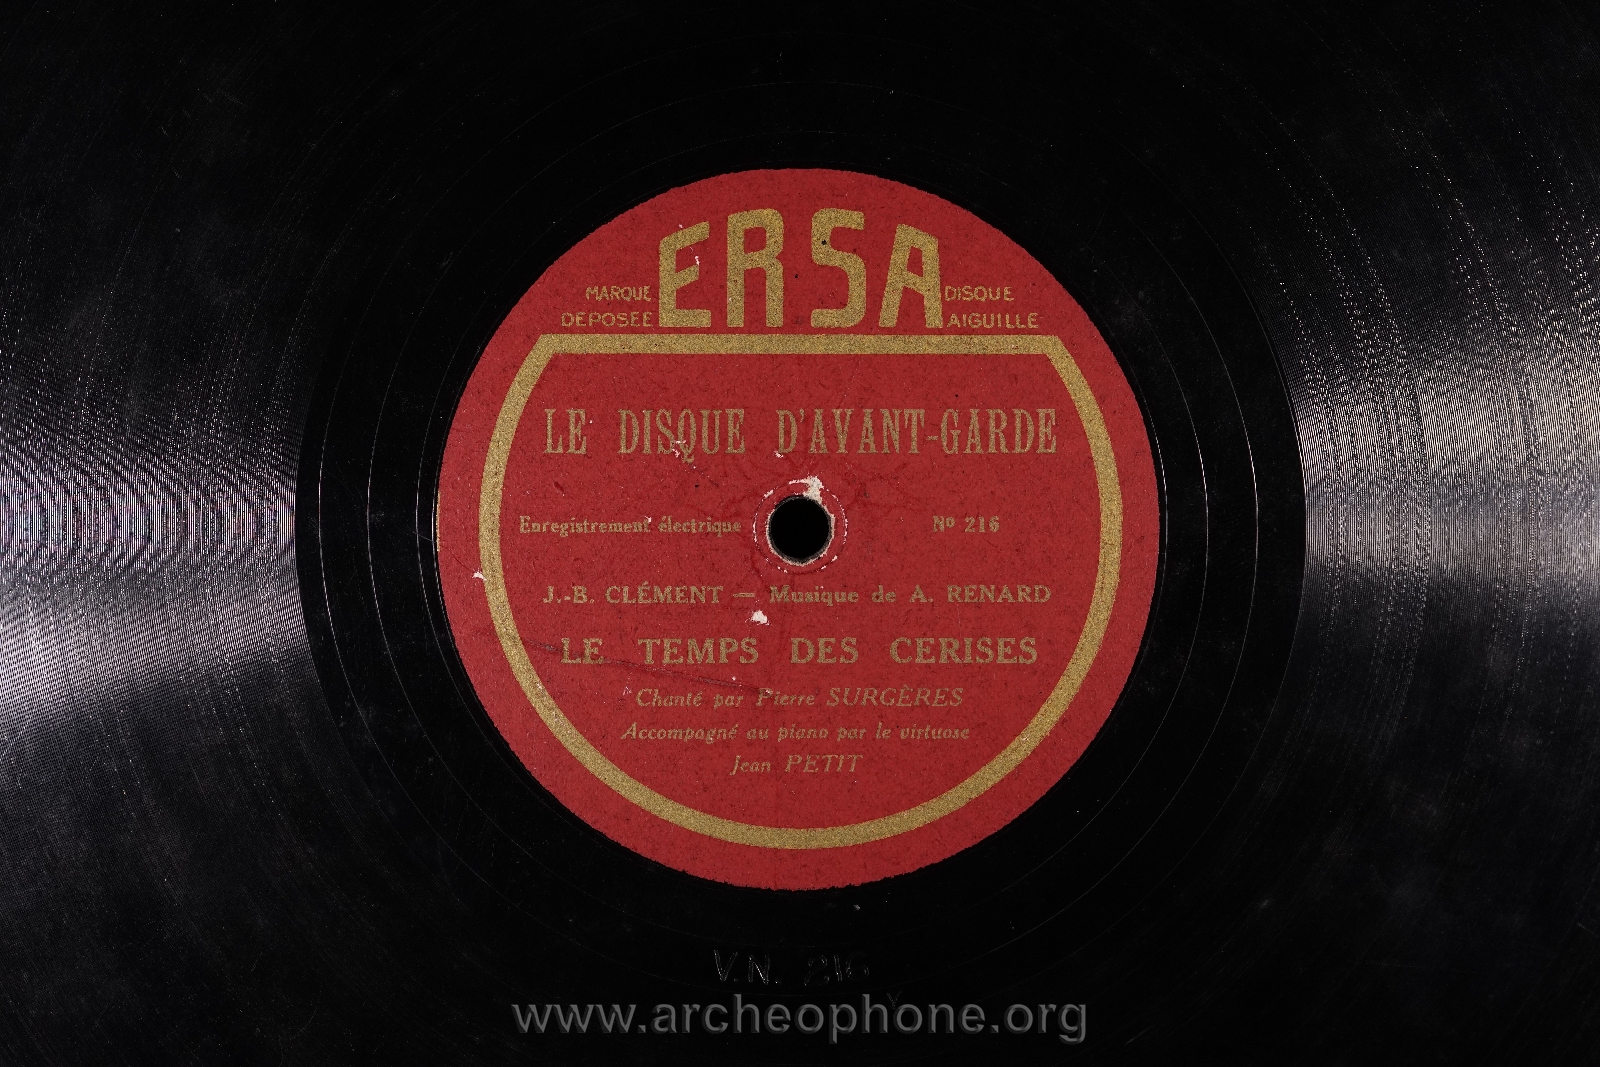 ERSA
MARQUE DEPOSEE
DISQUE AIGUILLE
LE DISQUE D'AVANT-GARDE
Enregistrement électrique
Nº 216
J.-B. CLÉMENT — Musique de A. RENARD
LE TEMPS DES CERISES
Chanté par Pierre SURGÈRES
Accompagné au piano par le virtuose
Jean PETIT
V.N. 216
www.archeophone.org